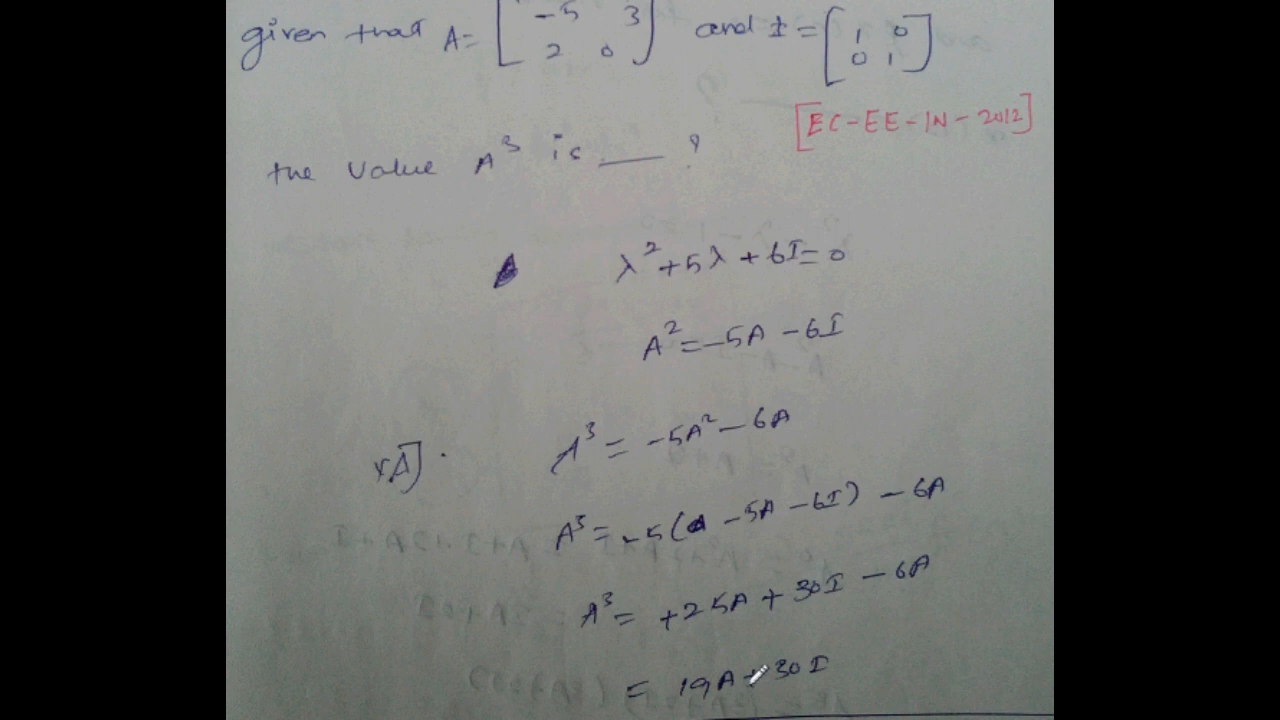 given that A = [ -5 3 ] and I = [ 1 0 ]
[ 2 0 ] [ 0 1 ]
[EC-EE-IN-2012]
the value A³ is ___ ?
λ² + 5λ + 6I = 0
A² = -5A - 6I
xA] . A³ = -5A² - 6A
A³ = -5( -5A - 6I) - 6A
A³ = +25A + 30I - 6A
= 19A + 30I